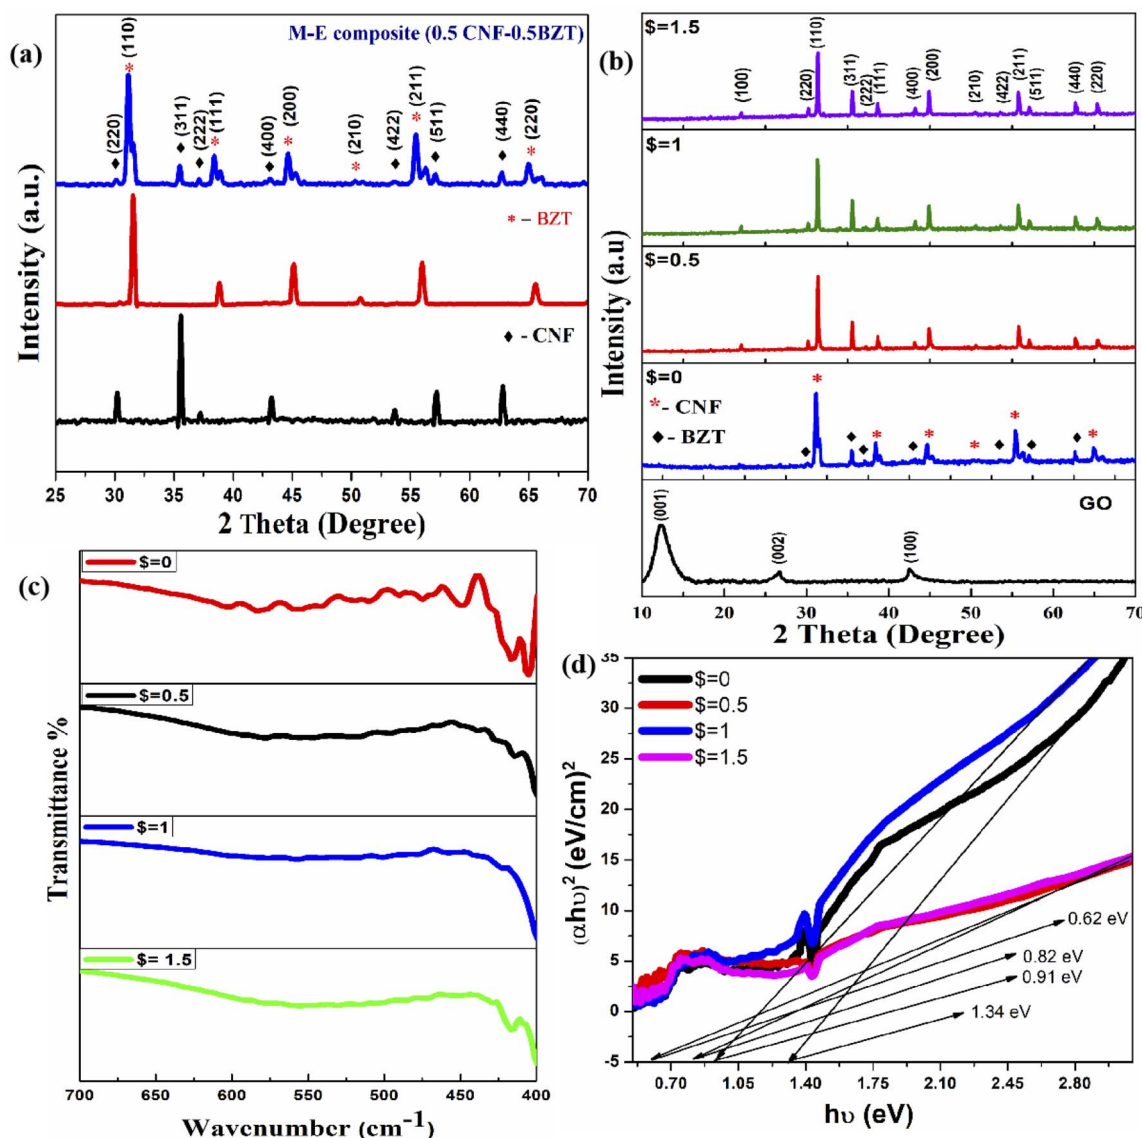 (a)
M-E composite (0.5 CNF-0.5BZT)
(220)
* (110)
(311)
(222)
(111)
(400)
(200)
(210)
(422)
(211)
(511)
(440)
(220)
* – BZT
◆ - CNF
Intensity (a.u.)
25 30 35 40 45 50 55 60 65 70
2 Theta (Degree)
(b)
$=1.5
(100)
(220)
(110)
(311)
(222)
(111)
(400)
(200)
(210)
(422)
(211)
(511)
(440)
(220)
$=1
$=0.5
$=0
*- CNF
◆ - BZT
GO
(001)
(002)
(100)
Intensity (a.u)
10 20 30 40 50 60 70
2 Theta (Degree)
(c)
$=0
$=0.5
$=1
$= 1.5
Transmittance %
700 650 600 550 500 450 400
Wavenumber (cm⁻¹)
(d)
$=0
$=0.5
$=1
$=1.5
35
30
25
20
15
10
5
0
-5
(αhυ)² (eV/cm)²
0.62 eV
0.82 eV
0.91 eV
1.34 eV
0.70 1.05 1.40 1.75 2.10 2.45 2.80
hυ (eV)